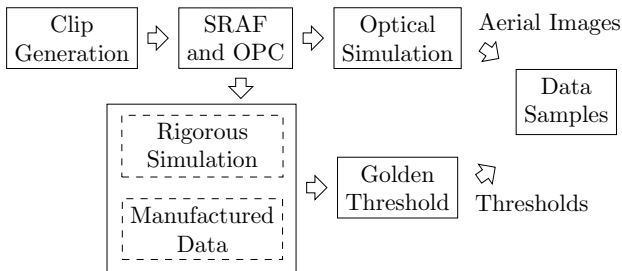 Clip
Generation
SRAF
and OPC
Optical
Simulation
Aerial Images
Data
Samples
Rigorous
Simulation
Manufactured
Data
Golden
Threshold
Thresholds